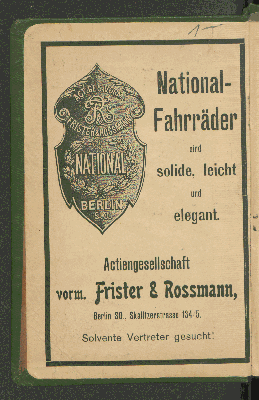 1—
National-
Fahrräder
sind
solide, leicht
und
elegant.
NATIONAL
BERLIN
S.O.
Actiengesellschaft
vorm. Frister & Rossmann,
Berlin SO., Skalitzerstrasse 134-5.
Solvente Vertreter gesucht!